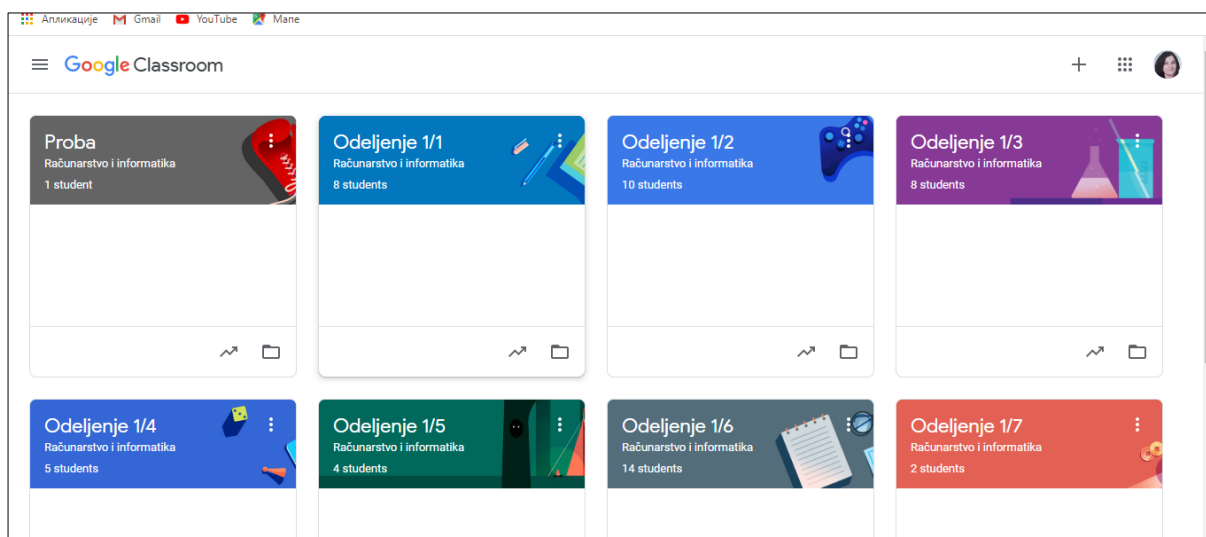 Апликације Gmail YouTube Мапе
Google Classroom
Proba
Računarstvo i informatika
1 student
Odeljenje 1/1
Računarstvo i informatika
8 students
Odeljenje 1/2
Računarstvo i informatika
10 students
Odeljenje 1/3
Računarstvo i informatika
8 students
Odeljenje 1/4
Računarstvo i informatika
5 students
Odeljenje 1/5
Računarstvo i informatika
4 students
Odeljenje 1/6
Računarstvo i informatika
14 students
Odeljenje 1/7
Računarstvo i informatika
2 students